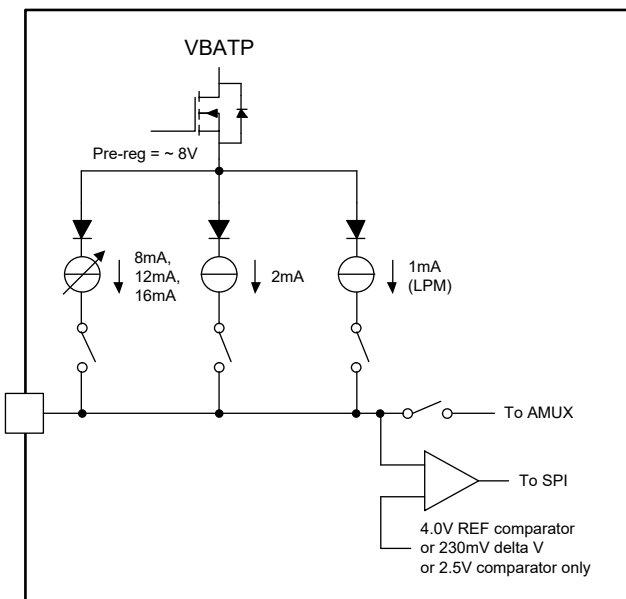 VBATP
Pre-reg = ~ 8V
8mA,
12mA,
16mA
2mA
1mA
(LPM)
To AMUX
To SPI
4.0V REF comparator
or 230mV delta V
or 2.5V comparator only